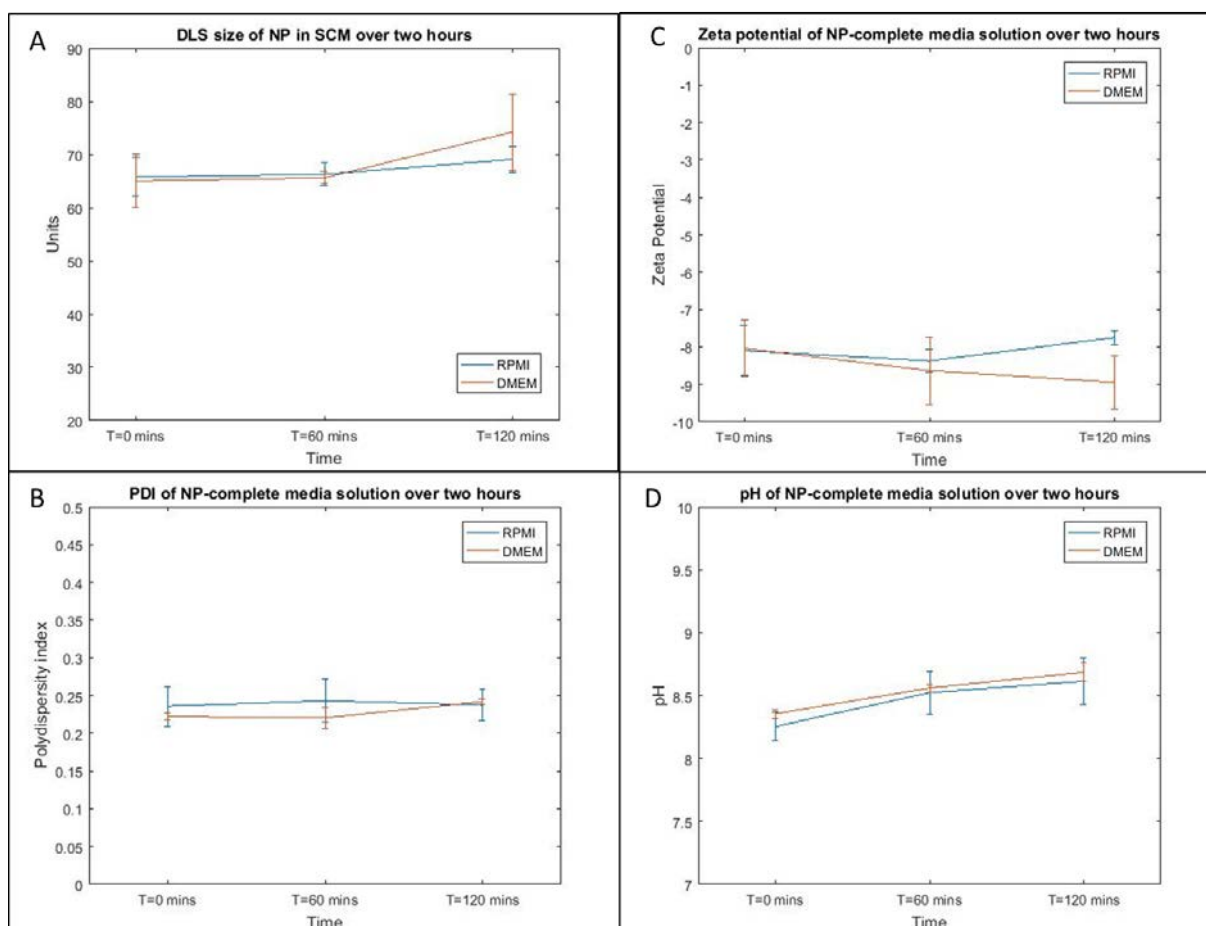 A
DLS size of NP in SCM over two hours
90
80
70
60
50
40
30
20
Units
T=0 mins
T=60 mins
T=120 mins
Time
RPMI
DMEM
C
Zeta potential of NP-complete media solution over two hours
0
-1
-2
-3
-4
-5
-6
-7
-8
-9
-10
Zeta Potential
T=0 mins
T=60 mins
T=120 mins
Time
RPMI
DMEM
B
PDI of NP-complete media solution over two hours
0.5
0.45
0.4
0.35
0.3
0.25
0.2
0.15
0.1
0.05
0
Polydispersity index
T=0 mins
T=60 mins
T=120 mins
Time
RPMI
DMEM
D
pH of NP-complete media solution over two hours
10
9.5
9
8.5
8
7.5
7
pH
T=0 mins
T=60 mins
T=120 mins
Time
RPMI
DMEM